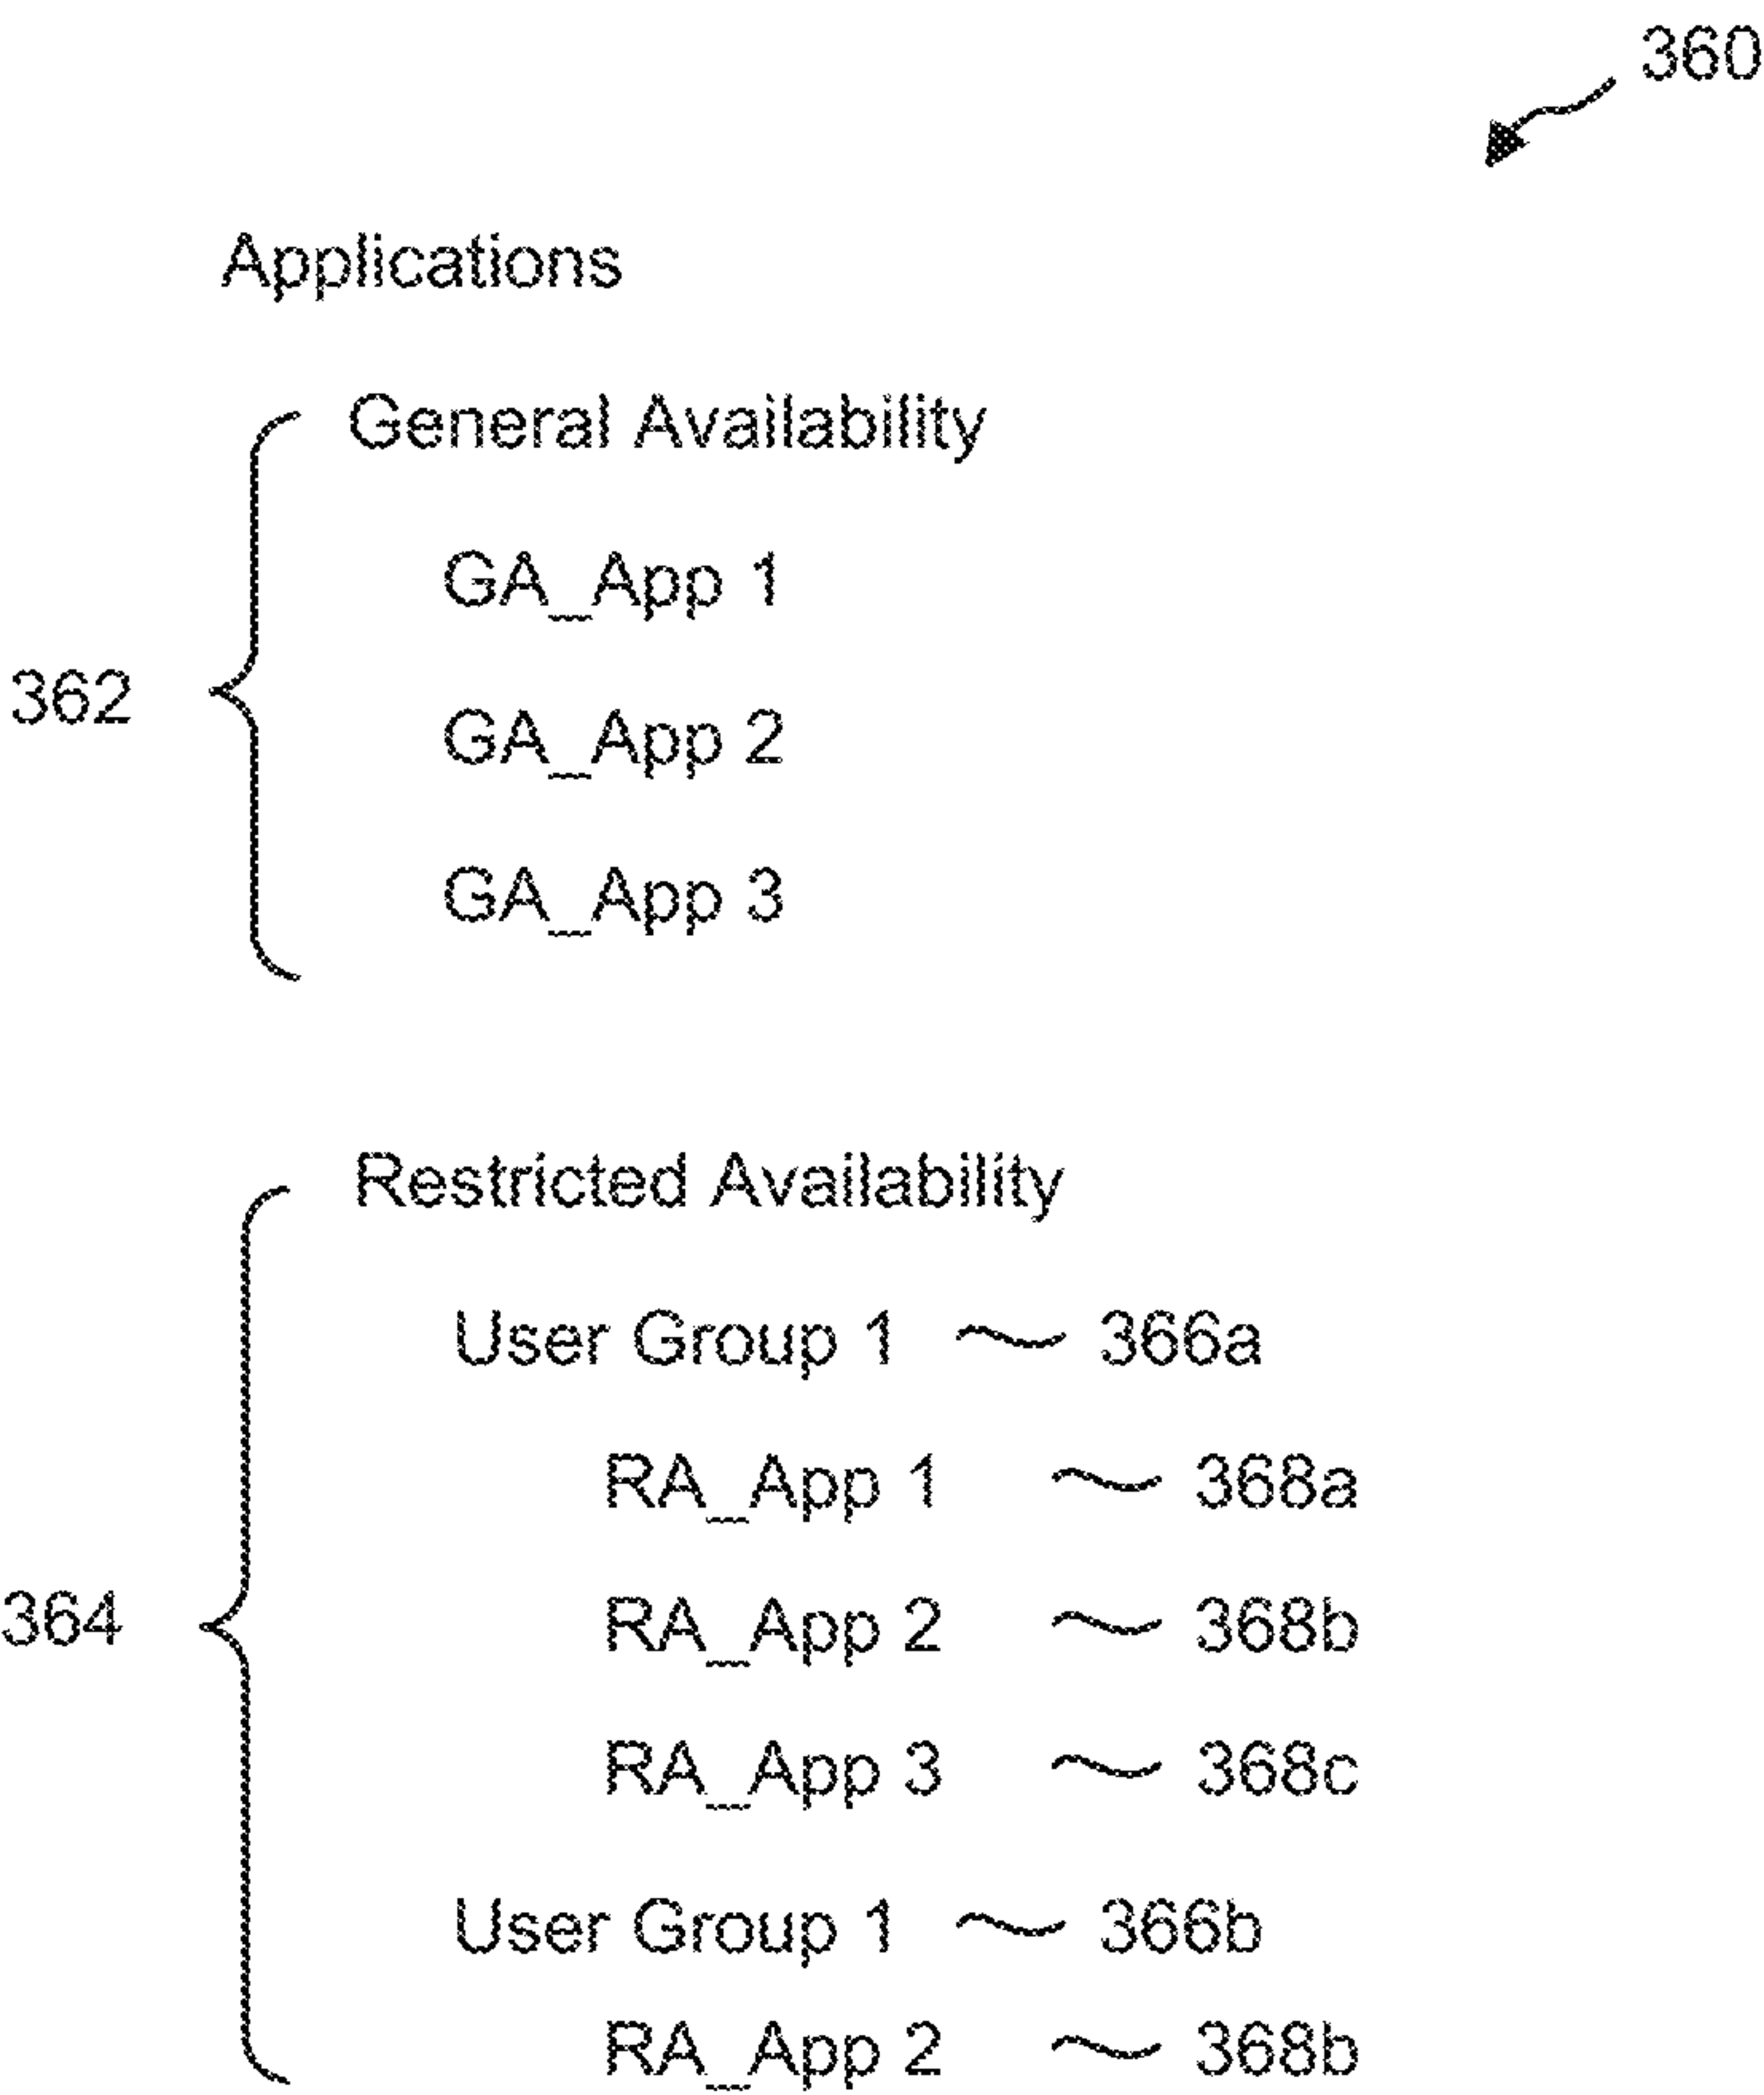 360
Applications
General Availability
GA_App 1
362
GA_App 2
GA_App 3
Restricted Availability
User Group 1 366a
RA_App 1 368a
364
RA_App 2 368b
RA_App 3 368c
User Group 1 366b
RA_App 2 368b